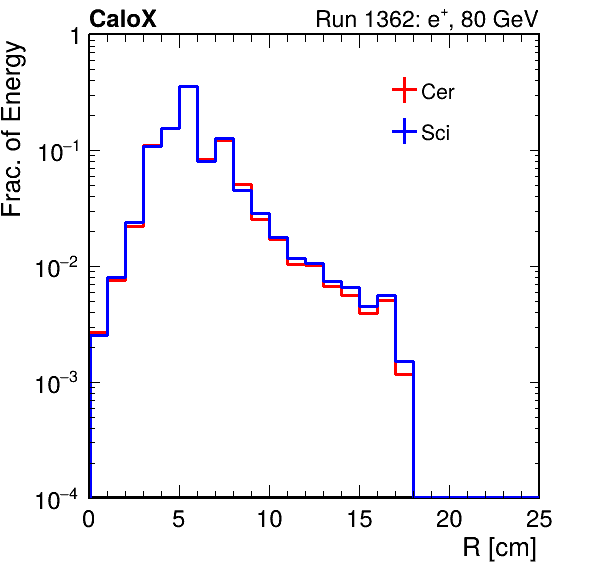 CaloX Run 1362: e⁺, 80 GeV
Frac. of Energy
1
10⁻¹
10⁻²
10⁻³
10⁻⁴
Cer
Sci
0 5 10 15 20 25
R [cm]